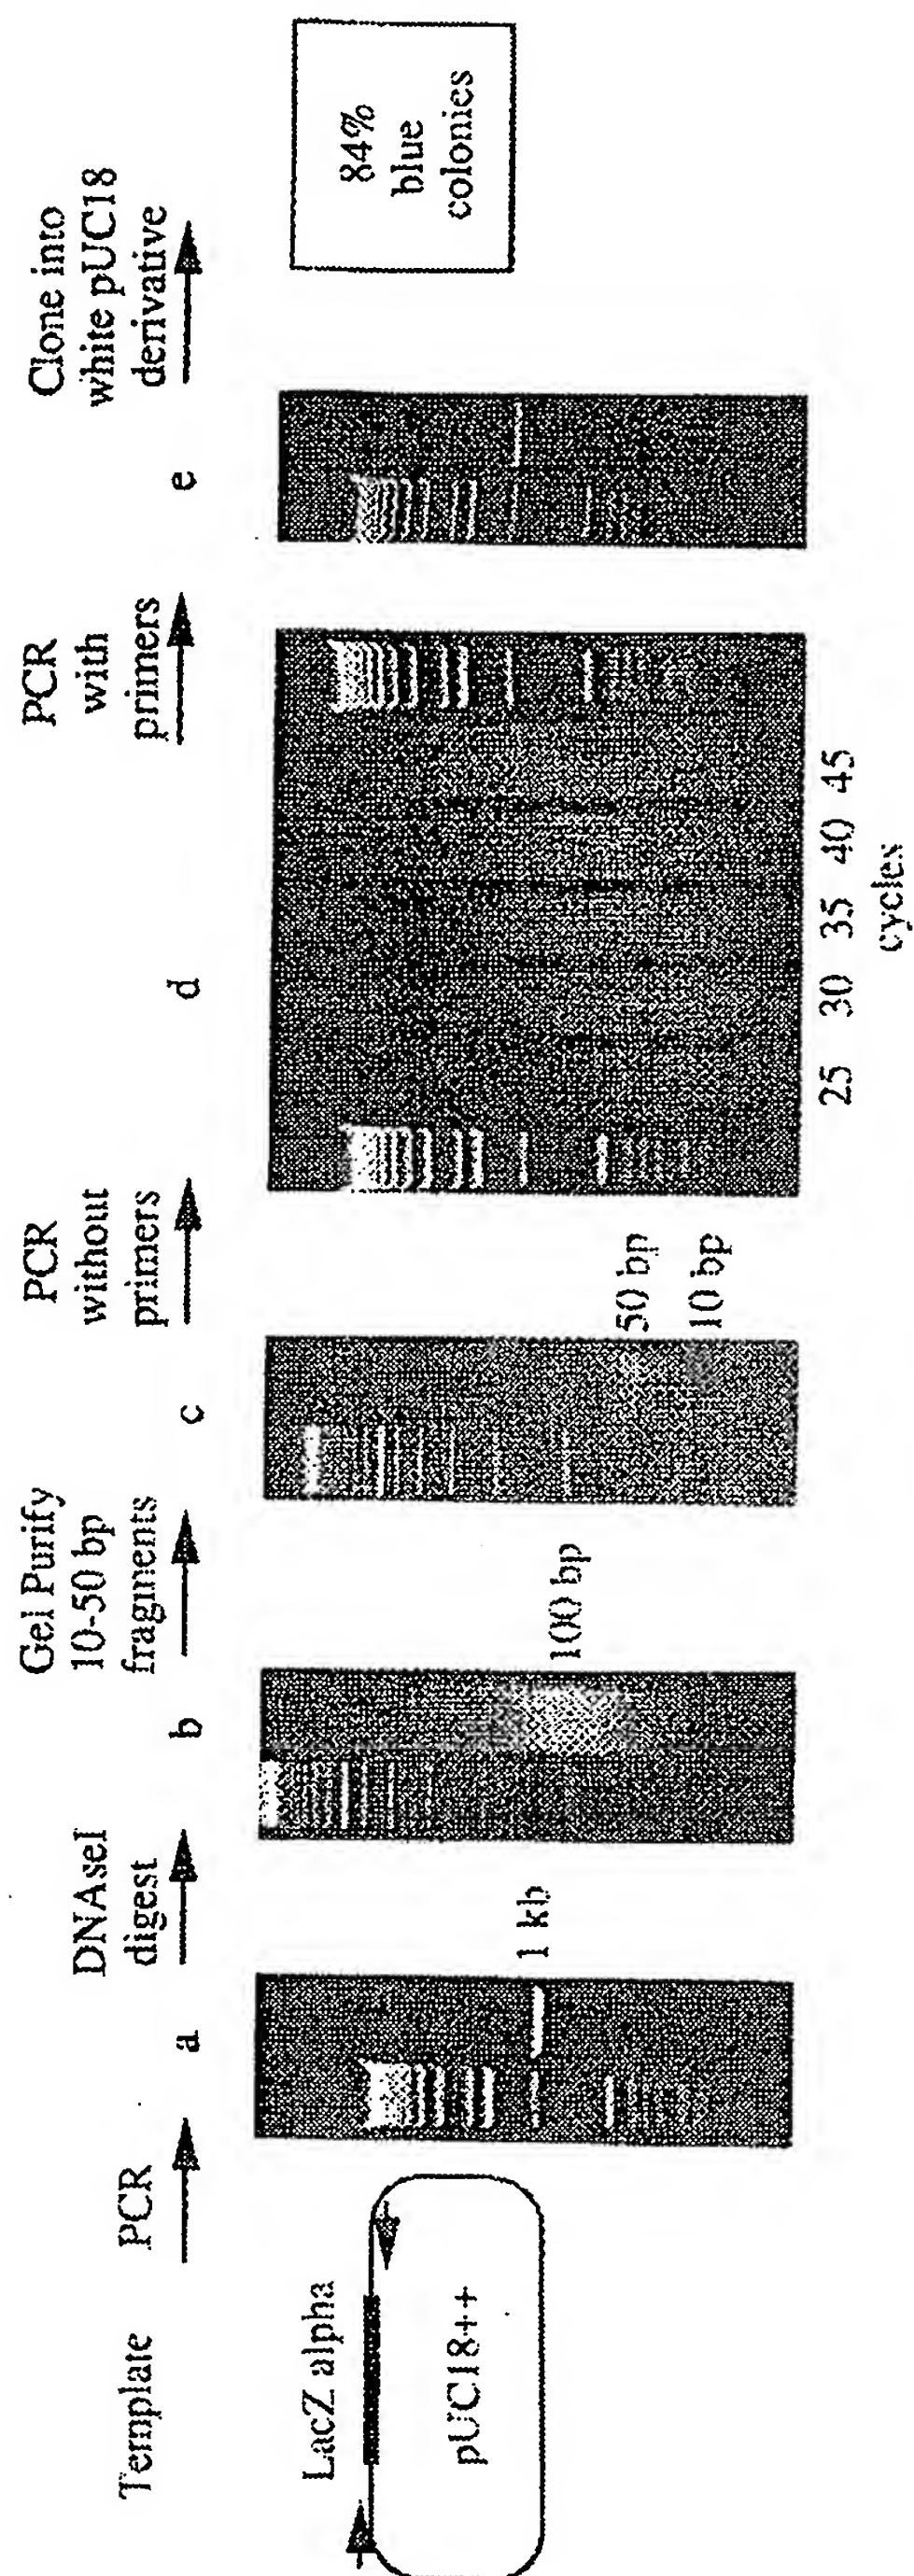 Template
LacZ alpha
pUC18++
PCR
a
1 kb
DNAseI
digest
b
100 bp
Gel Purify
10-50 bp
fragments
c
50 bp
10 bp
PCR
without
primers
d
25 30 35 40 45
cycles
PCR
with
primers
e
Clone into
white pUC18
derivative
84%
blue
colonies